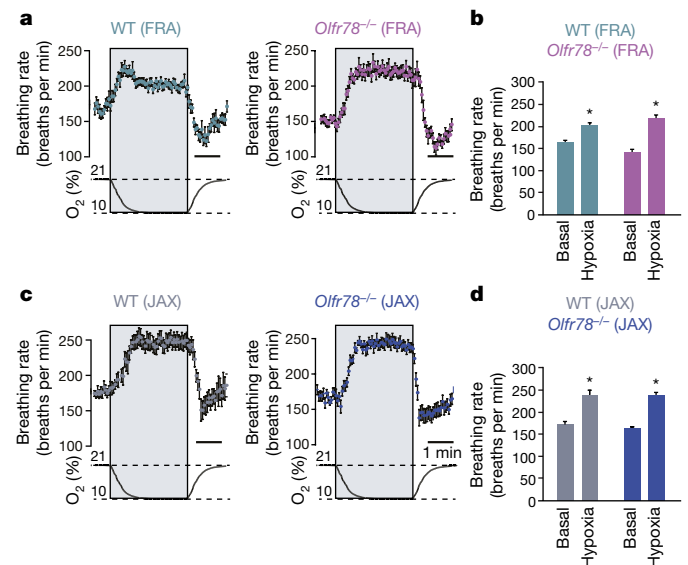 a
WT (FRA)
Olfr78–/– (FRA)
Breathing rate
(breaths per min)
250
200
150
100
21
10
O2 (%)
Breathing rate
(breaths per min)
250
200
150
100
21
10
O2 (%)
b
WT (FRA)
Olfr78–/– (FRA)
Breathing rate
(breaths per min)
300
250
200
150
100
50
0
*
*
Basal
Hypoxia
Basal
Hypoxia
c
WT (JAX)
Olfr78–/– (JAX)
Breathing rate
(breaths per min)
250
200
150
100
21
10
O2 (%)
Breathing rate
(breaths per min)
250
200
150
100
1 min
21
10
O2 (%)
d
WT (JAX)
Olfr78–/– (JAX)
Breathing rate
(breaths per min)
300
250
200
150
100
50
0
*
*
Basal
Hypoxia
Basal
Hypoxia